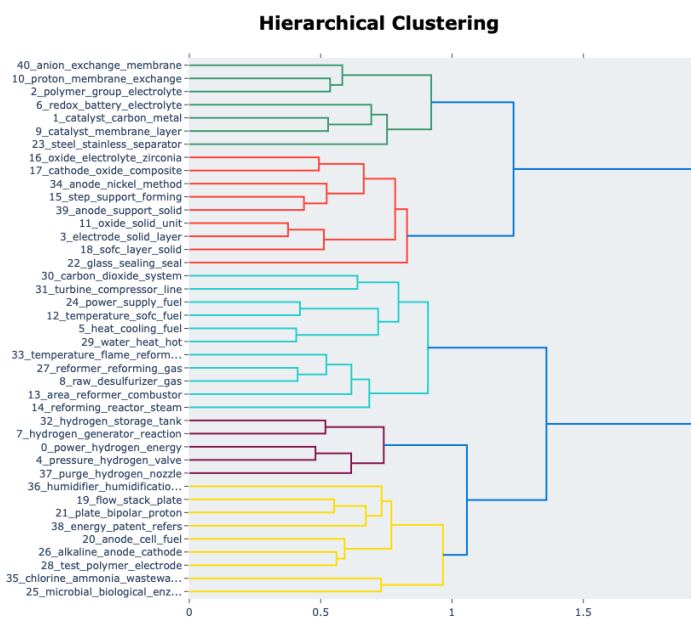 Hierarchical Clustering
40_anion_exchange_membrane
10_proton_membrane_exchange
2_polymer_group_electrolyte
6_redox_battery_electrolyte
1_catalyst_carbon_metal
9_catalyst_membrane_layer
23_steel_stainless_separator
16_oxide_electrolyte_zirconia
17_cathode_oxide_composite
34_anode_nickel_method
15_step_support_forming
39_anode_support_solid
11_oxide_solid_unit
3_electrode_solid_layer
18_sofc_layer_solid
22_glass_sealing_seal
30_carbon_dioxide_system
31_turbine_compressor_line
24_power_supply_fuel
12_temperature_sofc_fuel
5_heat_cooling_fuel
29_water_heat_hot
33_temperature_flame_reform...
27_reformer_reforming_gas
8_raw_desulfurizer_gas
13_area_reformer_combustor
14_reforming_reactor_steam
32_hydrogen_storage_tank
7_hydrogen_generator_reaction
0_power_hydrogen_energy
4_pressure_hydrogen_valve
37_purge_hydrogen_nozzle
36_humidifier_humidificatio...
19_flow_stack_plate
21_plate_bipolar_proton
38_energy_patent_refers
20_anode_cell_fuel
26_alkaline_anode_cathode
28_test_polymer_electrode
35_chlorine_ammonia_wastewa...
25_microbial_biological_enz...
0 0.5 1 1.5